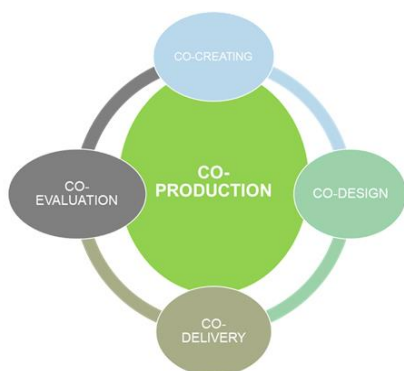 CO-CREATING
CO-
PRODUCTION
CO-
EVALUATION
CO-DESIGN
CO-
DELIVERY